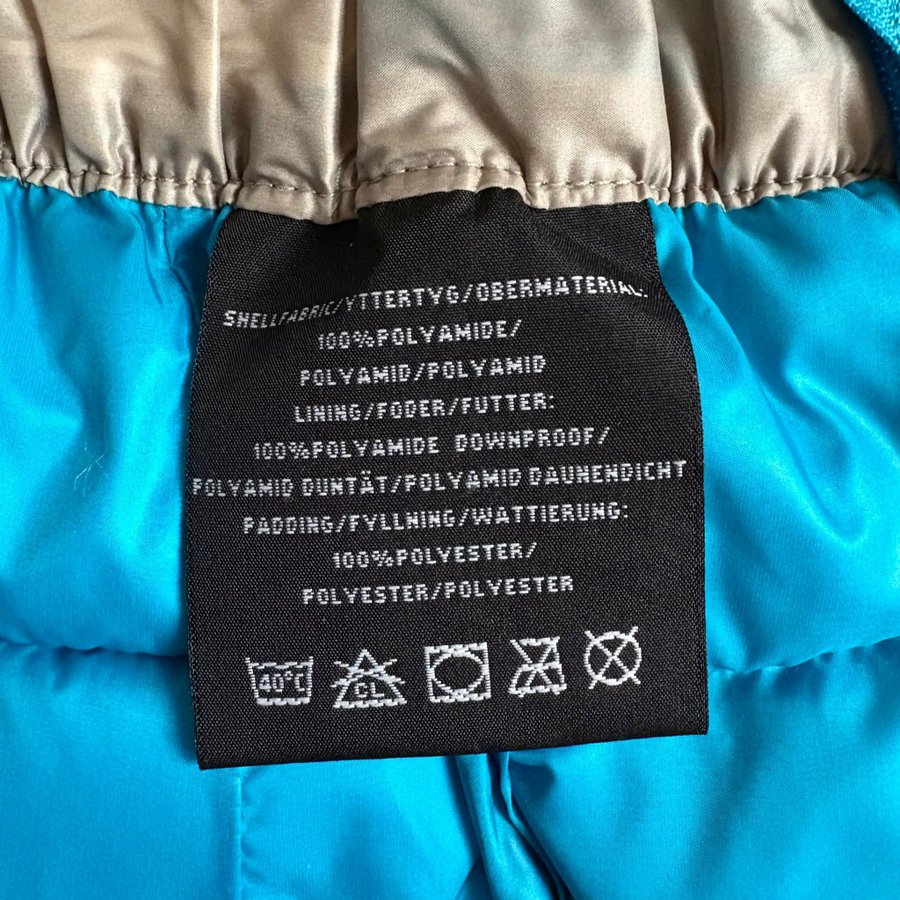 SHELLFABRIC/YTTERTYG/OBERMATERIAL:
100%POLYAMIDE/
POLYAMID/POLYAMID
LINING/FODER/FUTTER:
100%POLYAMIDE DOWNPROOF/
POLYAMID DUNTÄT/POLYAMID DAUNENDICHT
PADDING/FYLLNING/WATTIERUNG:
100%POLYESTER/
POLYESTER/POLYESTER
40°C CL